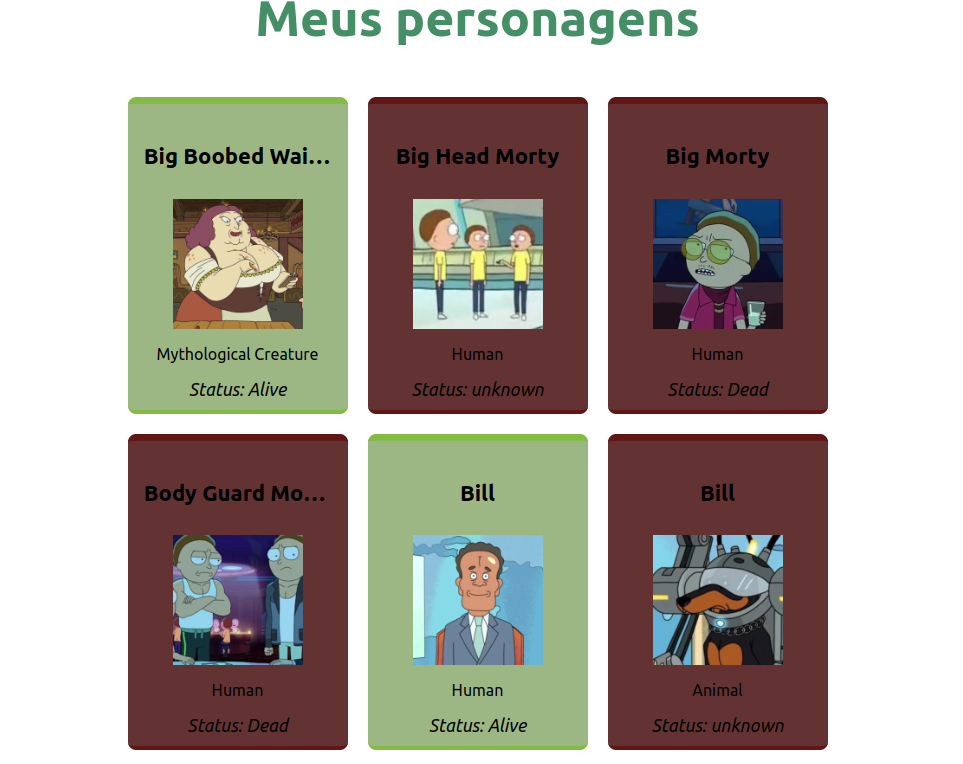 Meus personagens
Big Boobed Wai...
Mythological Creature
Status: Alive
Big Head Morty
Human
Status: unknown
Big Morty
Human
Status: Dead
Body Guard Mo...
Human
Status: Dead
Bill
Human
Status: Alive
Bill
Animal
Status: unknown